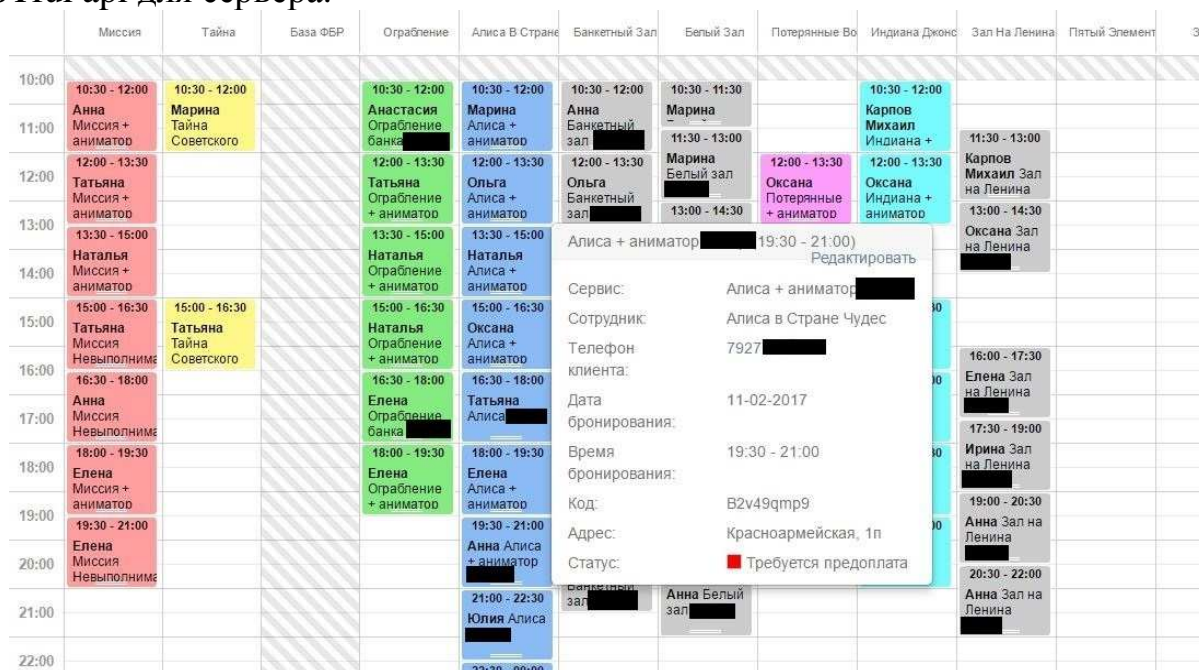 для сервера.
Миссия Тайна База ФБР Ограбление Алиса В Стране Банкетный Зал Белый Зал Потерянные Во Индиана Джонс Зал На Ленина Пятый Элемент
10:00
11:00
12:00
13:00
14:00
15:00
16:00
17:00
18:00
19:00
20:00
21:00
22:00
10:30 - 12:00
Анна
Миссия +
аниматор
12:00 - 13:30
Татьяна
Миссия +
аниматор
13:30 - 15:00
Наталья
Миссия +
аниматор
15:00 - 16:30
Татьяна
Миссия
Невыполнима
16:30 - 18:00
Анна
Миссия
Невыполнима
18:00 - 19:30
Елена
Миссия +
аниматор
19:30 - 21:00
Елена
Миссия
Невыполнима
10:30 - 12:00
Марина
Тайна
Советского
15:00 - 16:30
Татьяна
Тайна
Советского
10:30 - 12:00
Анастасия
Ограбление
банка
12:00 - 13:30
Татьяна
Ограбление
+ аниматор
13:30 - 15:00
Наталья
Ограбление
+ аниматор
15:00 - 16:30
Наталья
Ограбление
+ аниматор
16:30 - 18:00
Елена
Ограбление
банка
18:00 - 19:30
Елена
Ограбление
+ аниматор
10:30 - 12:00
Марина
Алиса +
аниматор
12:00 - 13:30
Ольга
Алиса +
аниматор
13:30 - 15:00
Наталья
Алиса +
аниматор
15:00 - 16:30
Оксана
Алиса +
аниматор
16:30 - 18:00
Татьяна
Алиса
18:00 - 19:30
Елена
Алиса +
аниматор
19:30 - 21:00
Анна Алиса
+ аниматор
21:00 - 22:30
Юлия Алиса
10:30 - 12:00
Анна
Банкетный
зал
12:00 - 13:30
Ольга
Банкетный
зал
Банкетный
зал
10:30 - 11:30
Марина
11:30 - 13:00
Марина
Белый зал
13:00 - 14:30
Анна Белый
зал
12:00 - 13:30
Оксана
Потерянные
+ аниматор
10:30 - 12:00
Карпов
Михаил
Индиана +
12:00 - 13:30
Оксана
Индиана +
аниматор
11:30 - 13:00
Карпов
Михаил Зал
на Ленина
13:00 - 14:30
Оксана Зал
на Ленина
16:00 - 17:30
Елена Зал
на Ленина
17:30 - 19:00
Ирина Зал
на Ленина
19:00 - 20:30
Анна Зал на
Ленина
20:30 - 22:00
Анна Зал на
Ленина
Алиса + аниматор 19:30 - 21:00)
Редактировать
Сервис: Алиса + аниматор
Сотрудник: Алиса в Стране Чудес
Телефон 7927
клиента:
Дата 11-02-2017
бронирования:
Время 19:30 - 21:00
бронирования:
Код: B2v49qmp9
Адрес: Красноармейская, 1п
Статус: Требуется предоплата